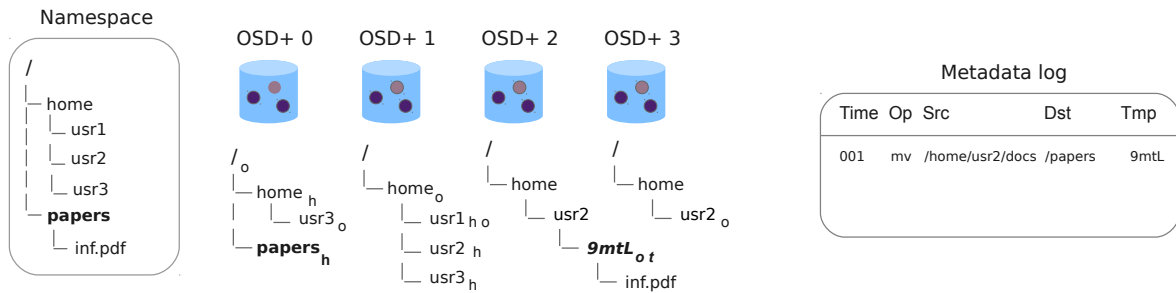 Namespace
/
home
usr1
usr2
usr3
papers
inf.pdf
OSD+ 0
/o
home h
usr3 o
papers h
OSD+ 1
/
home o
usr1 h o
usr2 h
usr3 h
OSD+ 2
/
home
usr2
9mtL o t
inf.pdf
OSD+ 3
/
home
usr2 o
Metadata log
Time Op Src Dst Tmp
001 mv /home/usr2/docs /papers 9mtL